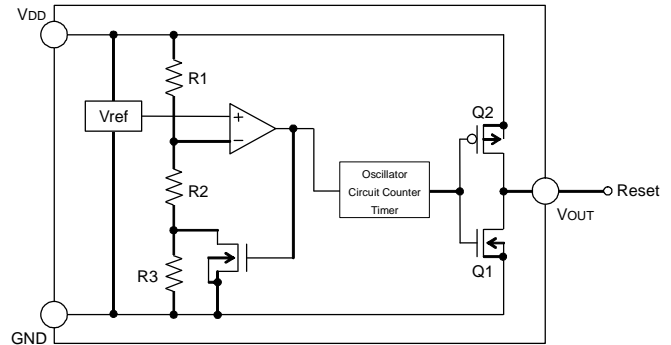 VDD
R1
Vref
+
−
Q2
Oscillator
Circuit Counter
Timer
R2
Reset
VOUT
R3
Q1
GND